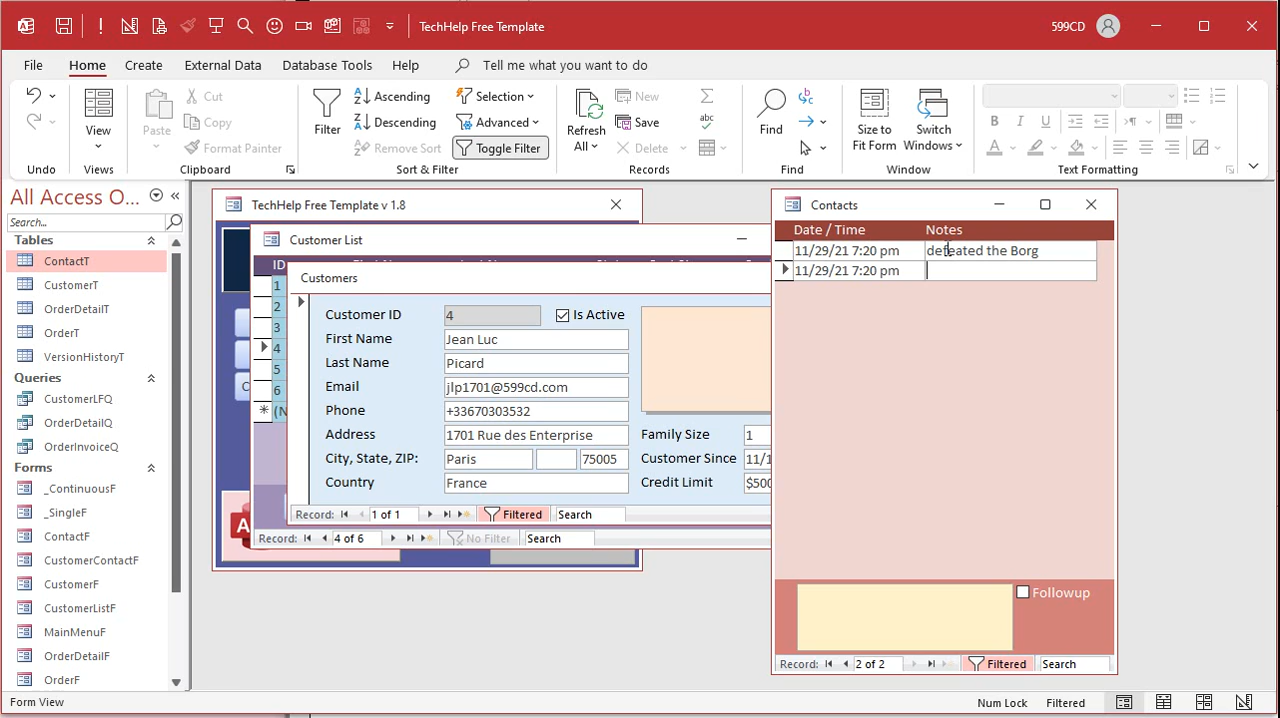 TechHelp Free Template
599CD
File
Home
Create
External Data
Database Tools
Help
Tell me what you want to do
Undo
View
Views
Paste
Cut
Copy
Format Painter
Clipboard
Filter
Ascending
Descending
Remove Sort
Selection
Advanced
Toggle Filter
Sort & Filter
Refresh
All
New
Save
Delete
Records
Find
Find
Size to
Fit Form
Switch
Windows
Window
B I U
Text Formatting
All Access O...
Search...
Tables
ContactT
CustomerT
OrderDetailT
OrderT
VersionHistoryT
Queries
CustomerLFQ
OrderDetailQ
OrderInvoiceQ
Forms
_ContinuousF
_SingleF
ContactF
CustomerContactF
CustomerF
CustomerListF
MainMenuF
OrderDetailF
OrderF
TechHelp Free Template v 1.8
Customer List
ID
1
2
3
4
5
6
(N
Customers
Customer ID 4 Is Active
First Name Jean Luc
Last Name Picard
Email jlp1701@599cd.com
Phone +33670303532
Address 1701 Rue des Enterprise Family Size 1
City, State, ZIP: Paris 75005 Customer Since 11/1
Country France Credit Limit $500
Record: 1 of 1 Filtered Search
Record: 4 of 6 No Filter Search
Contacts
Date / Time Notes
11/29/21 7:20 pm defeated the Borg
11/29/21 7:20 pm
Followup
Record: 2 of 2 Filtered Search
Form View
Num Lock
Filtered